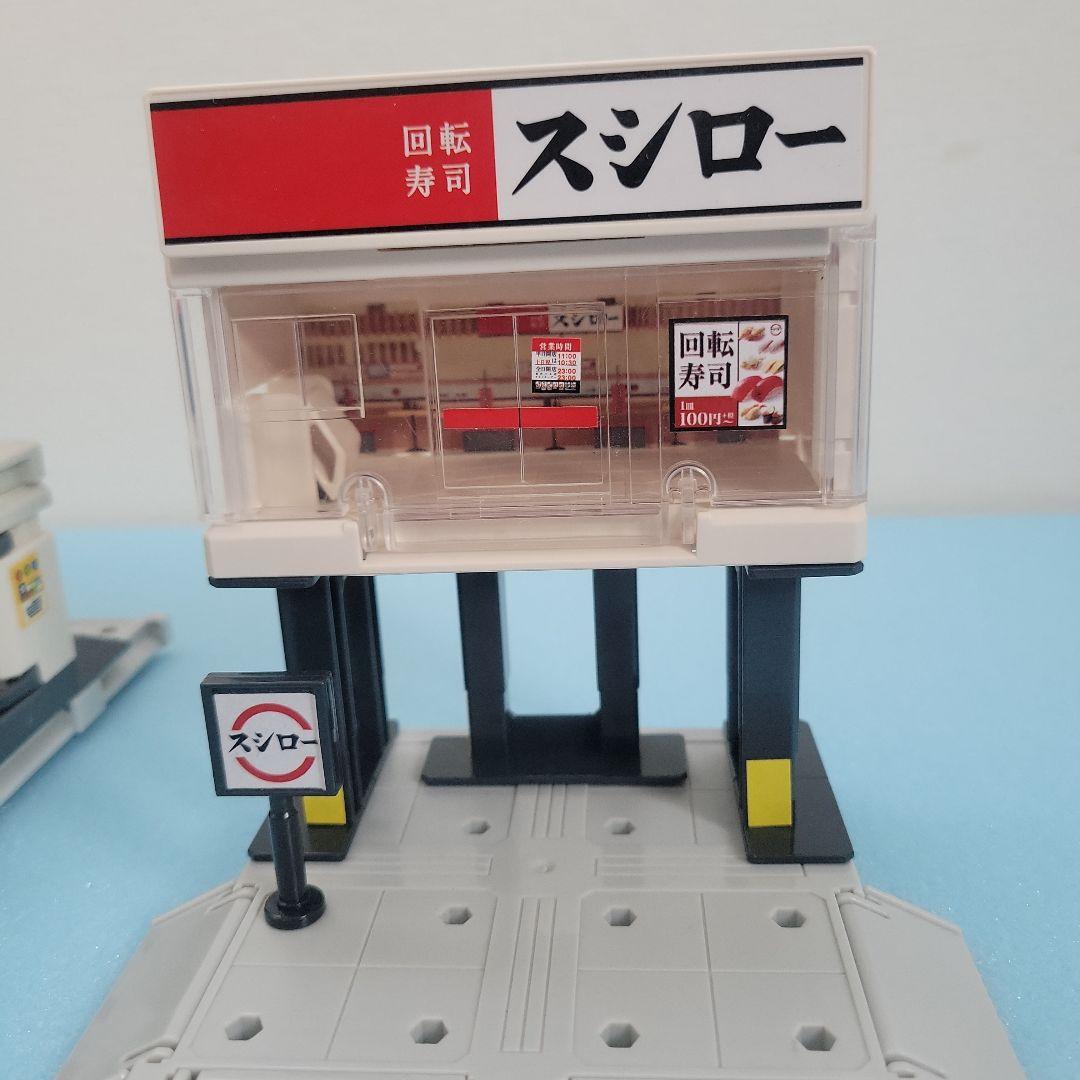 回転
寿司
スシロー
スシロー
営業時間
11:00
10:30
23:00
23:00
回転
寿司
1皿
100円+税～
スシロー